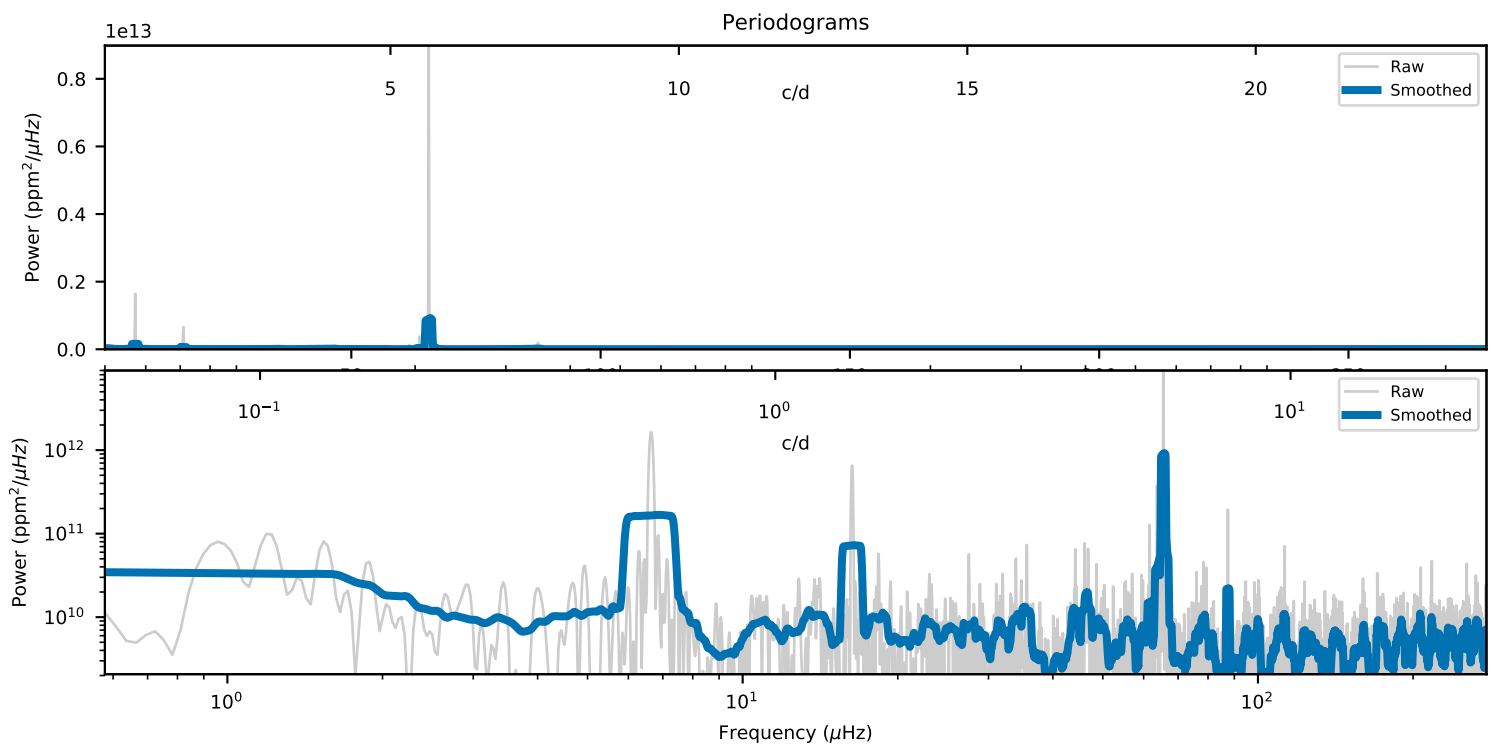 Periodograms
1e13
5 10 15 20
c/d
Raw
Smoothed
Power (ppm²/μHz)
0.8
0.6
0.4
0.2
0.0
10⁻¹ 10⁰ 10¹
c/d
Raw
Smoothed
Power (ppm²/μHz)
10¹²
10¹¹
10¹⁰
10⁰ 10¹ 10²
Frequency (μHz)